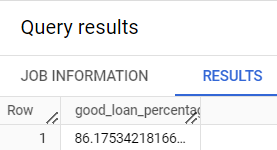 Query results
JOB INFORMATION RESULTS
Row good_loan_percentag
1 86.17534218166...